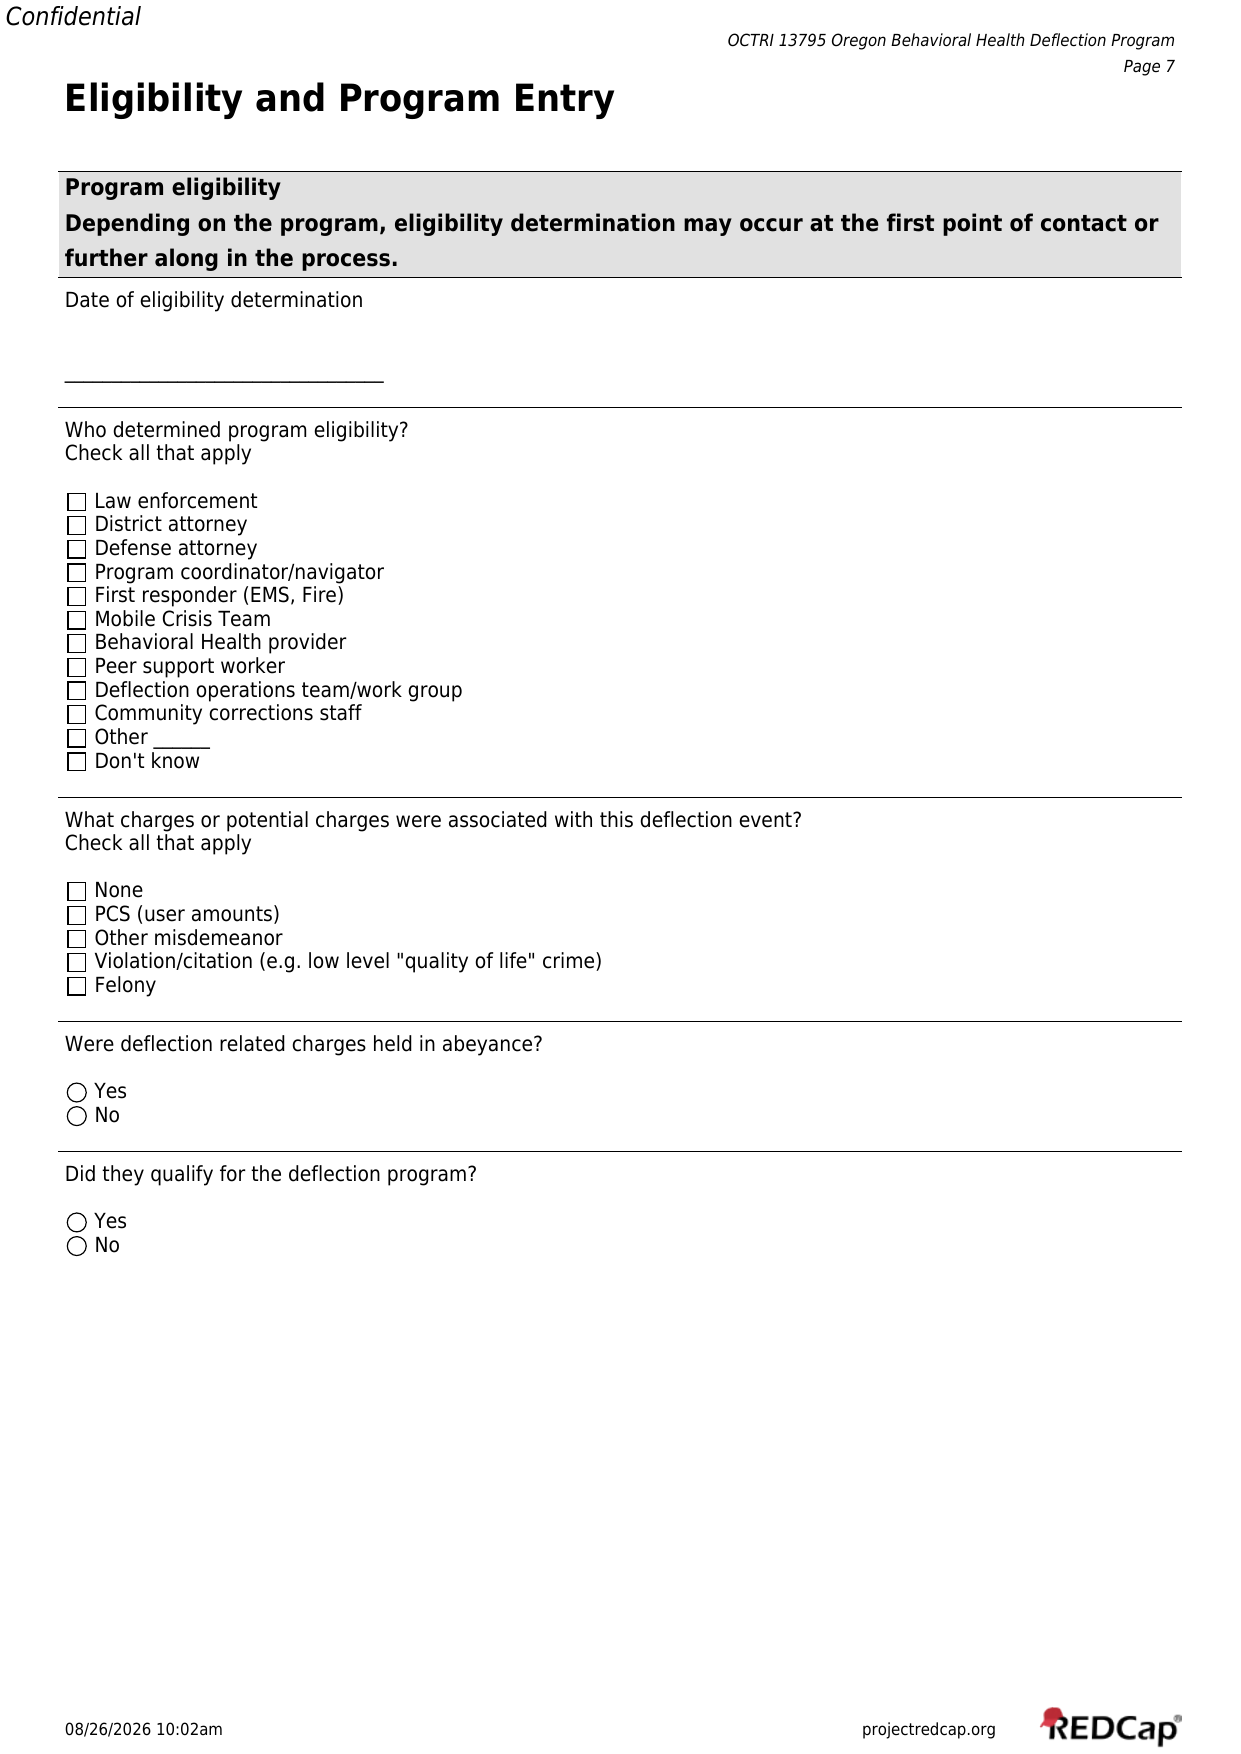 Confidential
OCTRI 13795 Oregon Behavioral Health Deflection Program
Page 7
Eligibility and Program Entry
Program eligibility
Depending on the program, eligibility determination may occur at the first point of contact or
further along in the process.
Date of eligibility determination
__________________________________
Who determined program eligibility?
Check all that apply
Law enforcement
District attorney
Defense attorney
Program coordinator/navigator
First responder (EMS, Fire)
Mobile Crisis Team
Behavioral Health provider
Peer support worker
Deflection operations team/work group
Community corrections staff
Other ______
Don't know
What charges or potential charges were associated with this deflection event?
Check all that apply
None
PCS (user amounts)
Other misdemeanor
Violation/citation (e.g. low level "quality of life" crime)
Felony
Were deflection related charges held in abeyance?
Yes
No
Did they qualify for the deflection program?
Yes
No
08/26/2026 10:02am
projectredcap.org
REDCap®